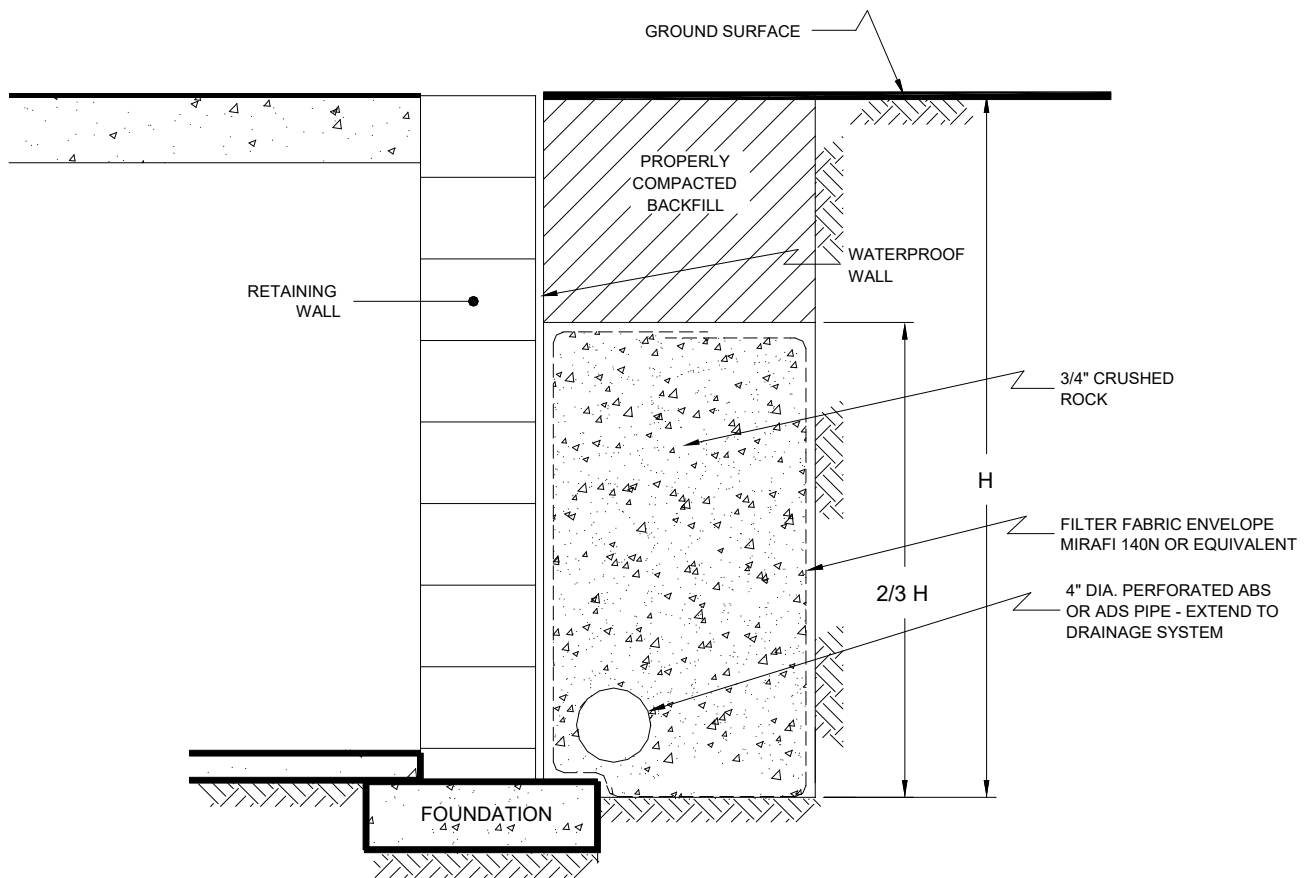 GROUND SURFACE
PROPERLY
COMPACTED
BACKFILL
WATERPROOF
WALL
RETAINING
WALL
3/4" CRUSHED
ROCK
H
FILTER FABRIC ENVELOPE
MIRAFI 140N OR EQUIVALENT
2/3 H
4" DIA. PERFORATED ABS
OR ADS PIPE - EXTEND TO
DRAINAGE SYSTEM
FOUNDATION